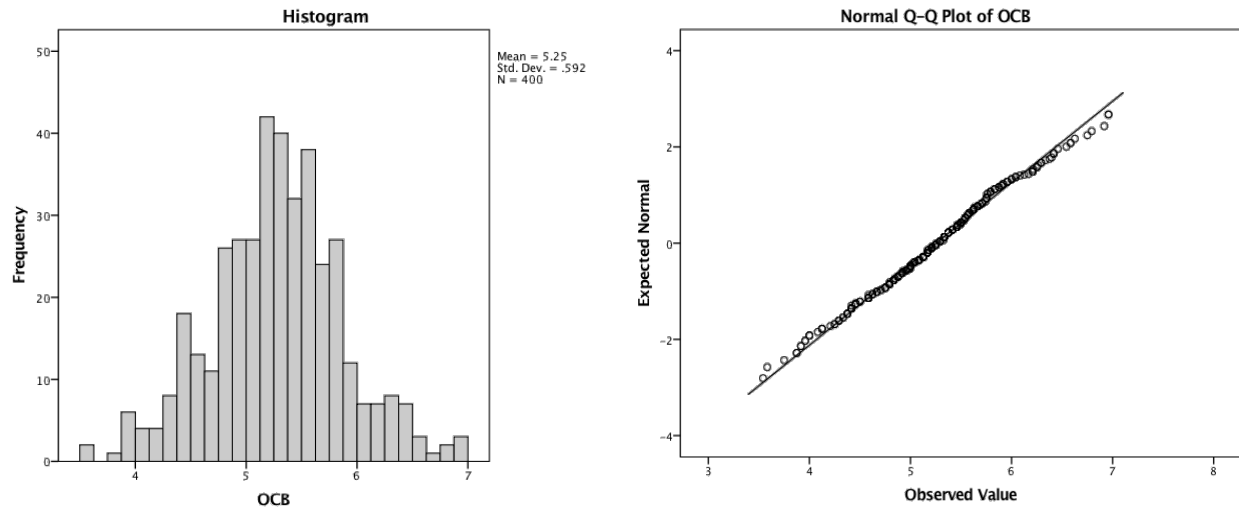 Histogram
Mean = 5.25
Std. Dev. = .592
N = 400
50
40
30
20
10
0
Frequency
4
5
6
7
OCB
Normal Q-Q Plot of OCB
4
2
0
-2
-4
Expected Normal
3
4
5
6
7
8
Observed Value